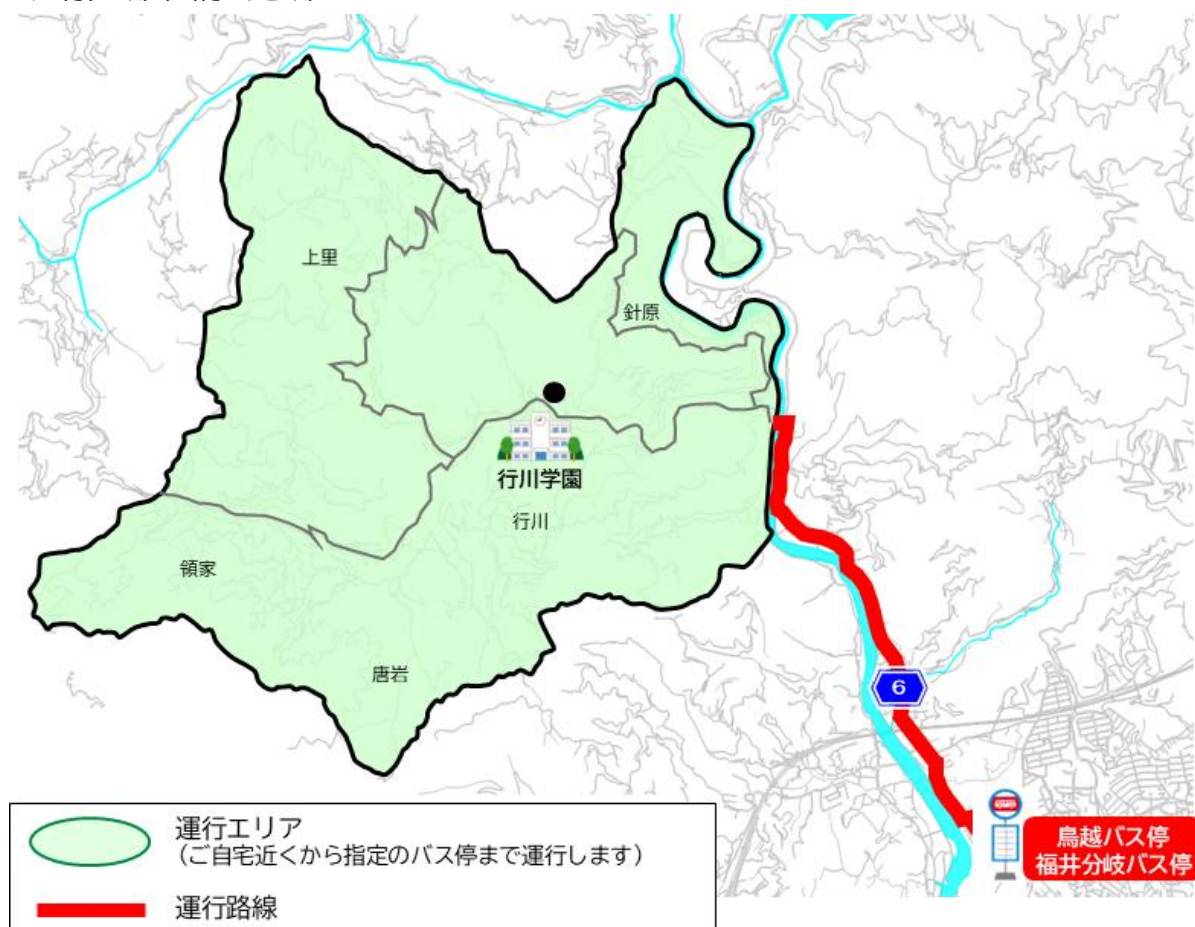 上里
針原
行川学園
行川
領家
唐岩
6
鳥越バス停
福井分岐バス停
運行エリア
(ご自宅近くから指定のバス停まで運行します)
運行路線